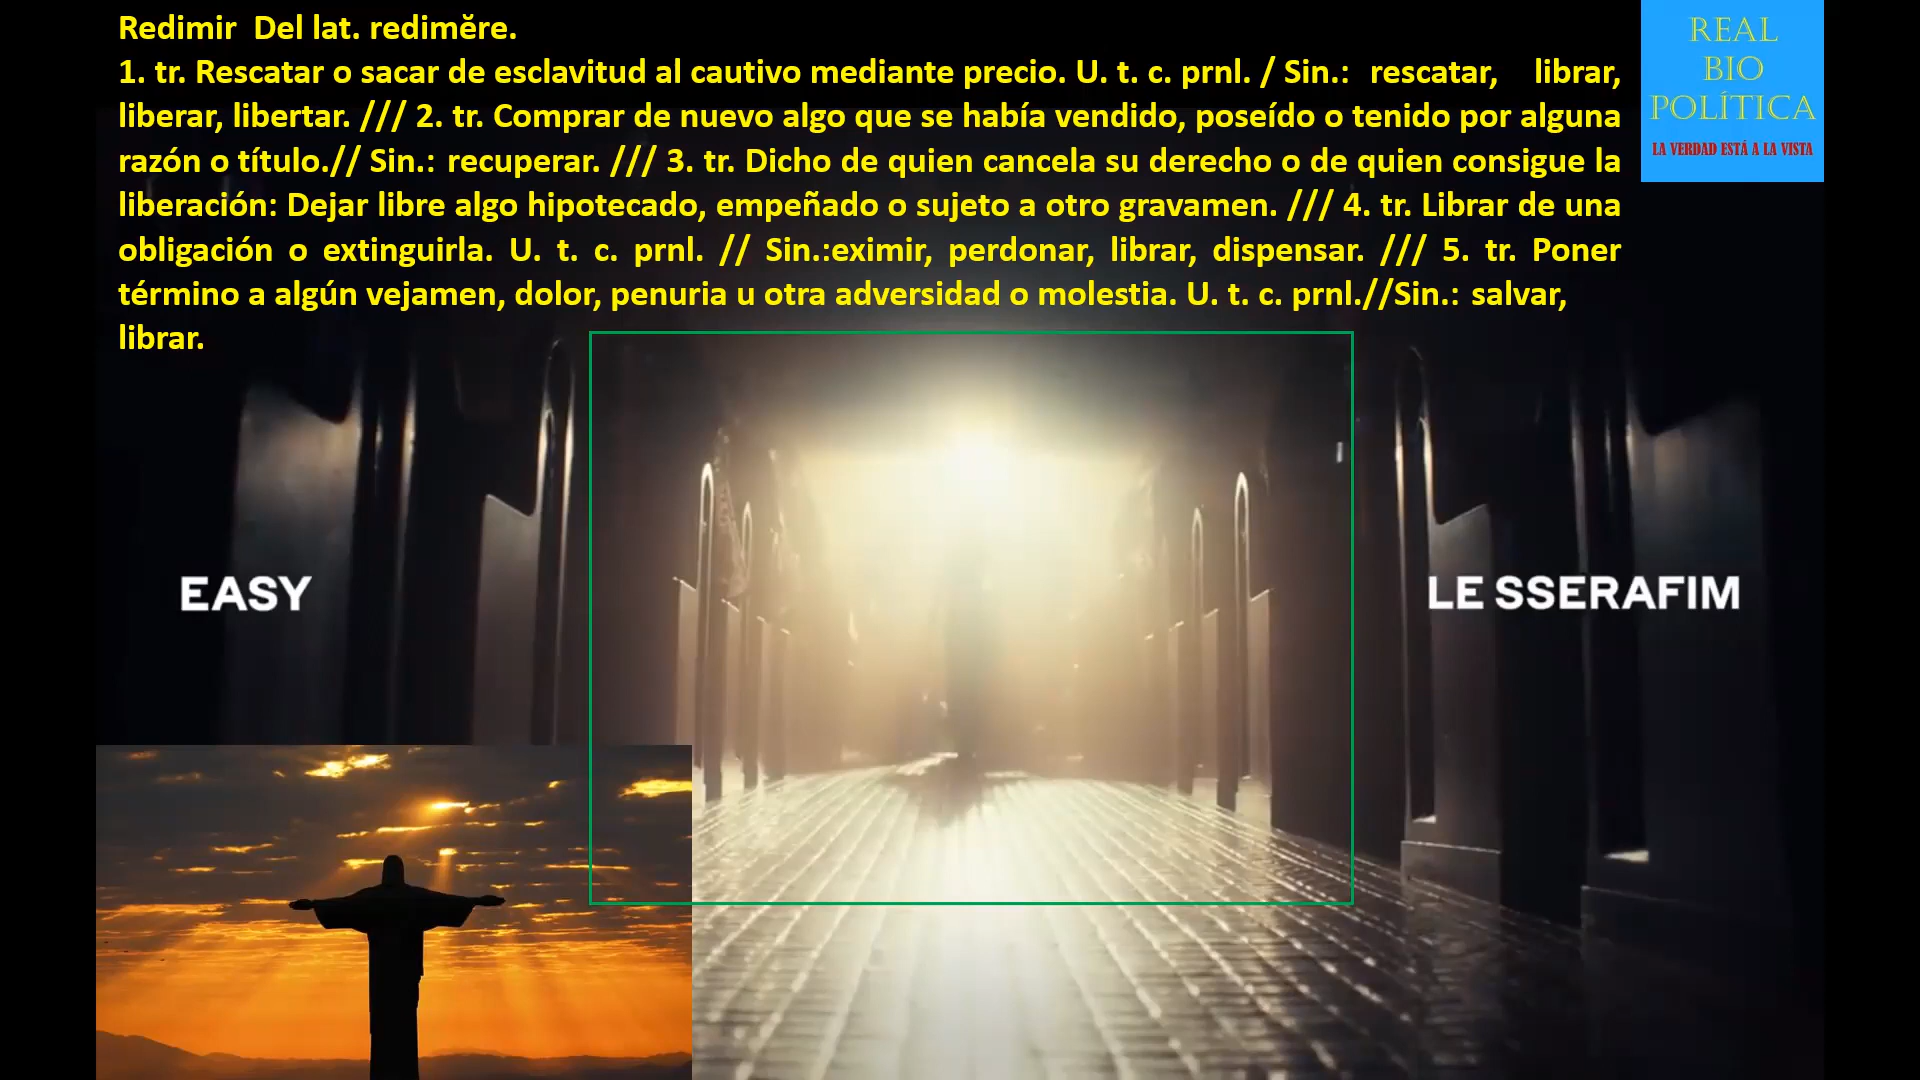 Redimir  Del lat. redimĕre.
1. tr. Rescatar o sacar de esclavitud al cautivo mediante precio. U. t. c. prnl. / Sin.:  rescatar,   librar,
liberar, libertar. /// 2. tr. Comprar de nuevo algo que se había vendido, poseído o tenido por alguna
razón o título.// Sin.: recuperar. /// 3. tr. Dicho de quien cancela su derecho o de quien consigue la
liberación: Dejar libre algo hipotecado, empeñado o sujeto a otro gravamen. /// 4. tr. Librar de una
obligación o extinguirla. U. t. c. prnl. // Sin.:eximir, perdonar, librar, dispensar. /// 5. tr. Poner
término a algún vejamen, dolor, penuria u otra adversidad o molestia. U. t. c. prnl.//Sin.: salvar,
librar.
REAL
BIO
POLÍTICA
LA VERDAD ESTÁ A LA VISTA
EASY
LE SSERAFIM